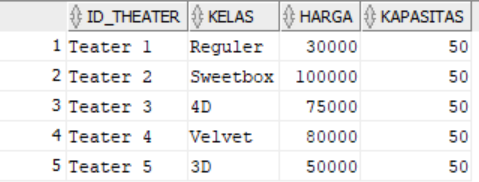 ID_THEATER KELAS HARGA KAPASITAS
1 Teater 1 Reguler 30000 50
2 Teater 2 Sweetbox 100000 50
3 Teater 3 4D 75000 50
4 Teater 4 Velvet 80000 50
5 Teater 5 3D 50000 50